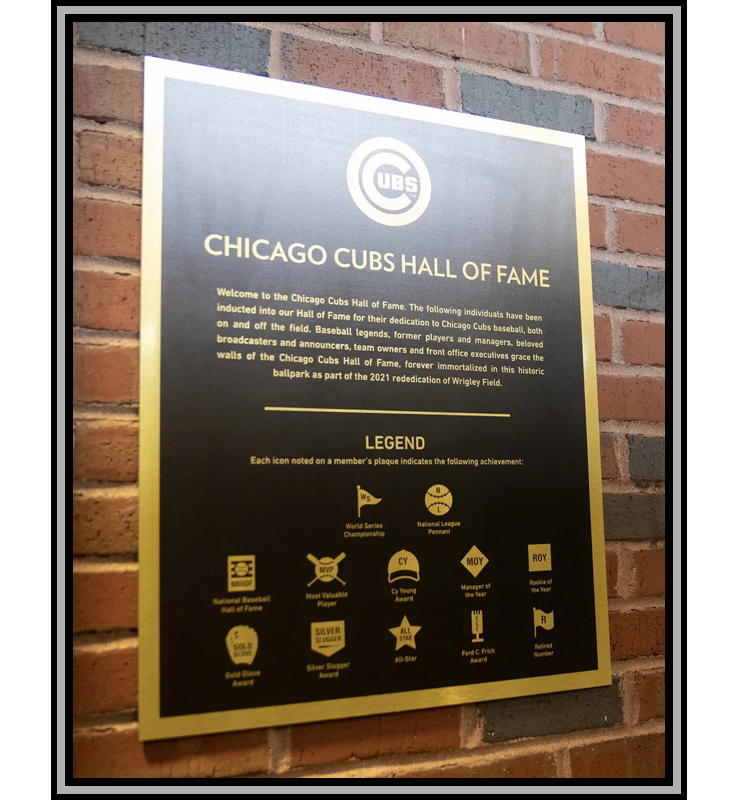 CUBS
CHICAGO CUBS HALL OF FAME
Welcome to the Chicago Cubs Hall of Fame. The following individuals have been
inducted into our Hall of Fame for their dedication to Chicago Cubs baseball, both
on and off the field. Baseball legends, former players and managers, beloved
broadcasters and announcers, team owners and front office executives grace the
walls of the Chicago Cubs Hall of Fame, forever immortalized in this historic
ballpark as part of the 2021 rededication of Wrigley Field.
LEGEND
Each icon noted on a member's plaque indicates the following achievement:
WS
N
L
World Series
Championship
National League
Pennant
NBHOF
MVP
CY
MOY
ROY
National Baseball
Hall of Fame
Most Valuable
Player
Cy Young
Award
Manager of
the Year
Rookie of
the Year
GOLD
GLOVE
SILVER
SLUGGER
ALL
STAR
R
Gold Glove
Award
Silver Slugger
Award
All-Star
Ford C. Frick
Award
Retired
Number